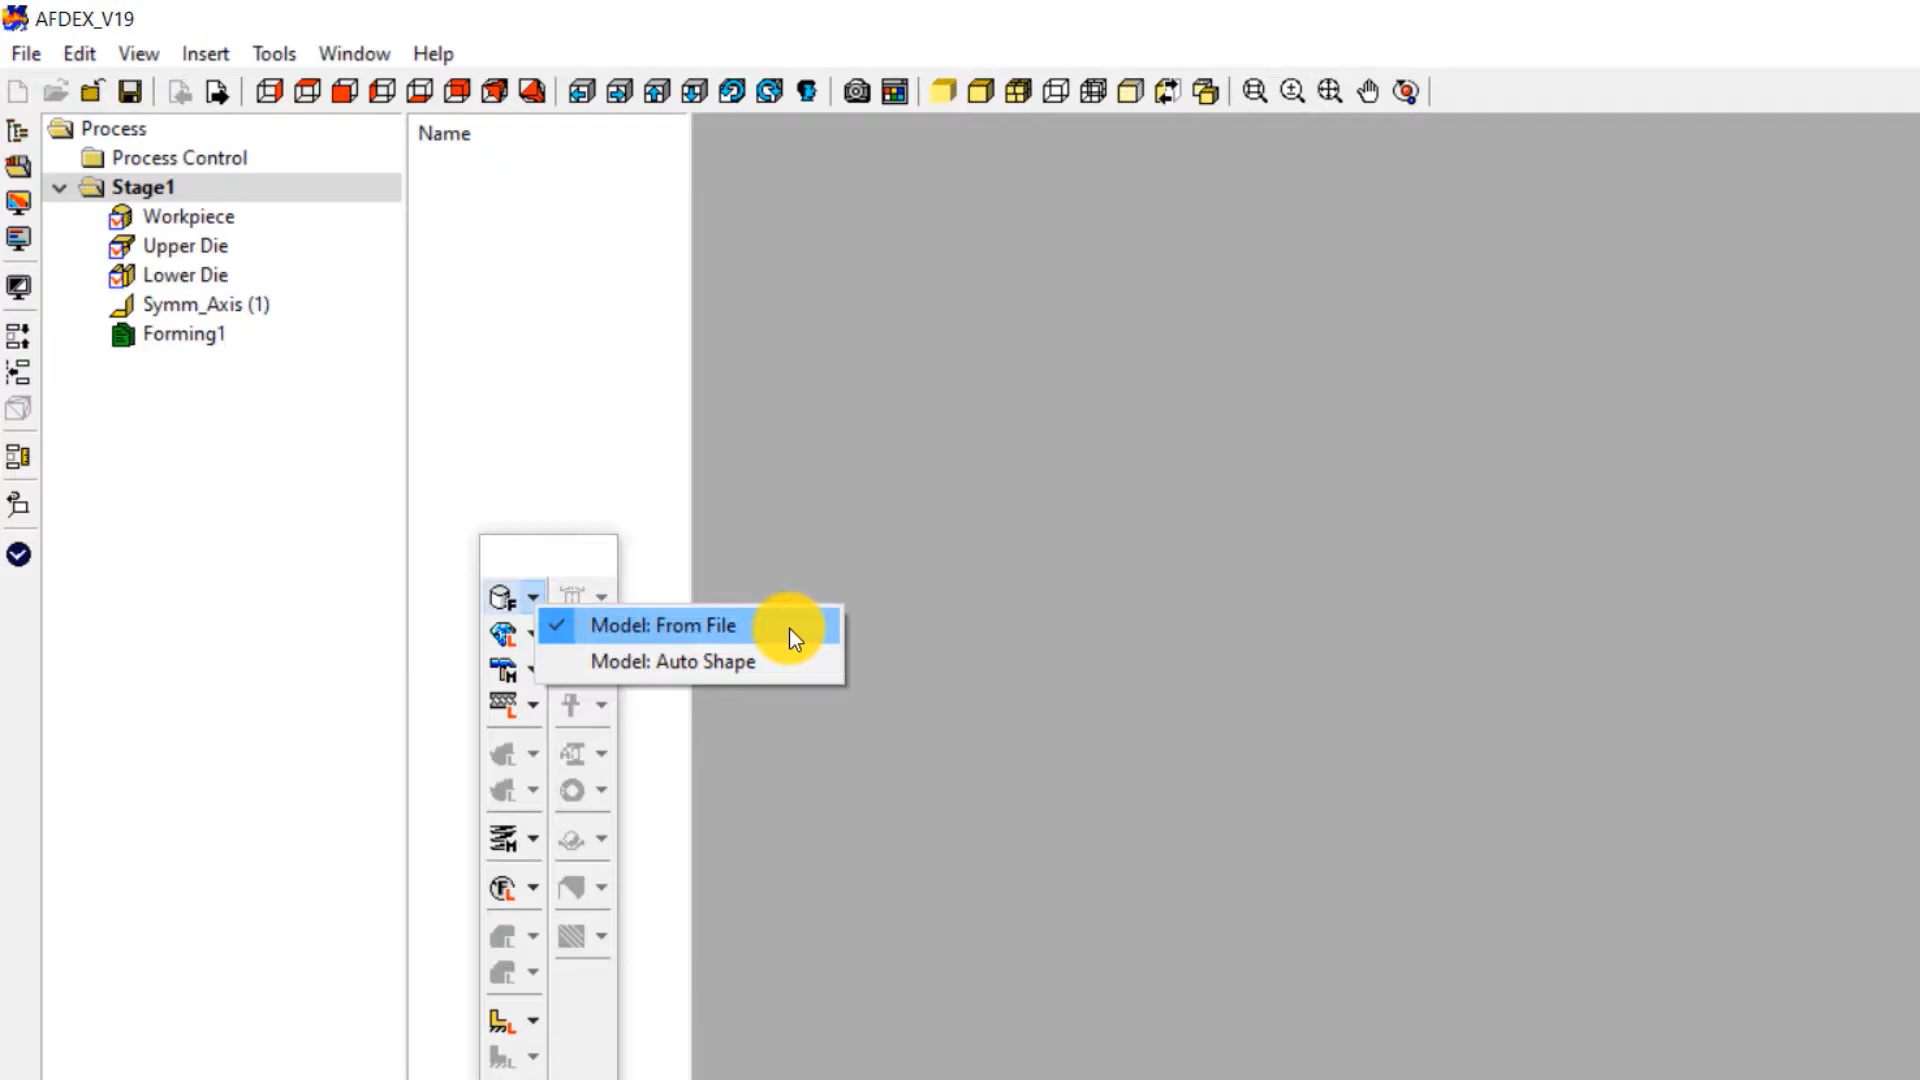 AFDEX_V19
File Edit View Insert Tools Window Help
Process
Process Control
Stage1
Workpiece
Upper Die
Lower Die
Symm_Axis (1)
Forming1
Name
Model: From File
Model: Auto Shape